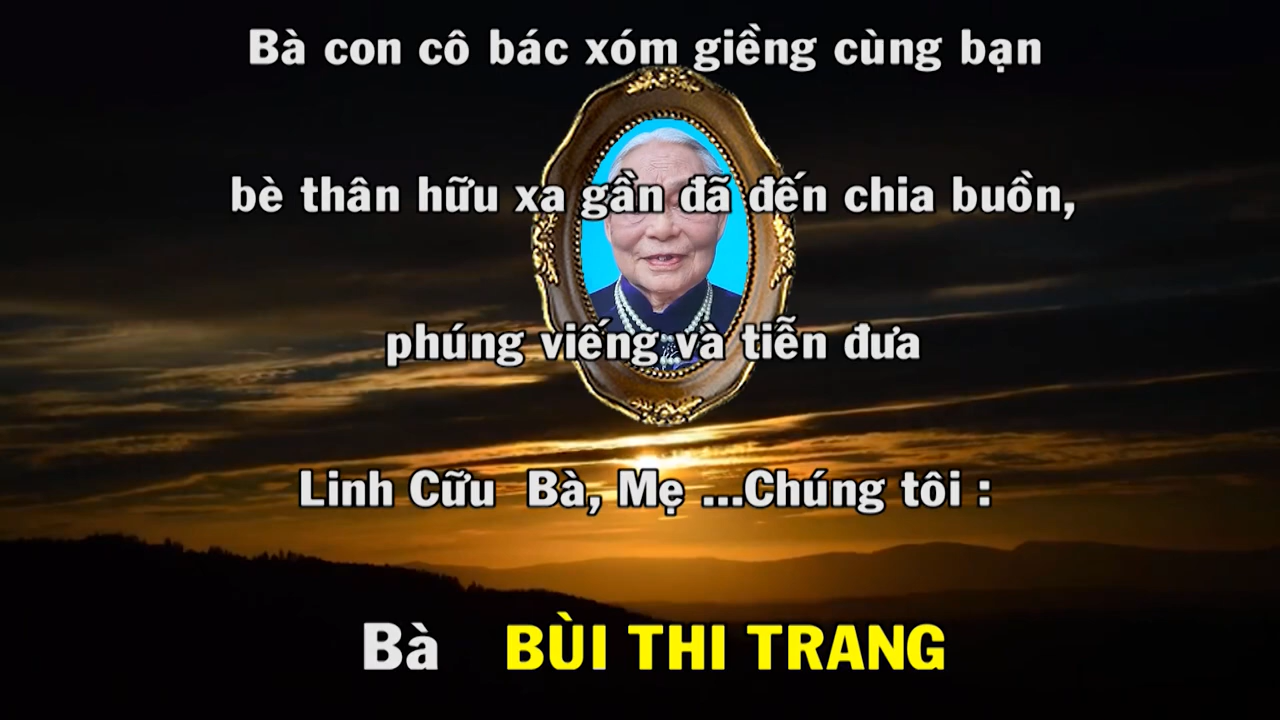 Bà con cô bác xóm giềng cùng bạn
bè thân hữu xa gần đã đến chia buồn,
phúng viếng và tiễn đưa
Linh Cữu Bà, Mẹ ...Chúng tôi :
Bà BÙI THI TRANG